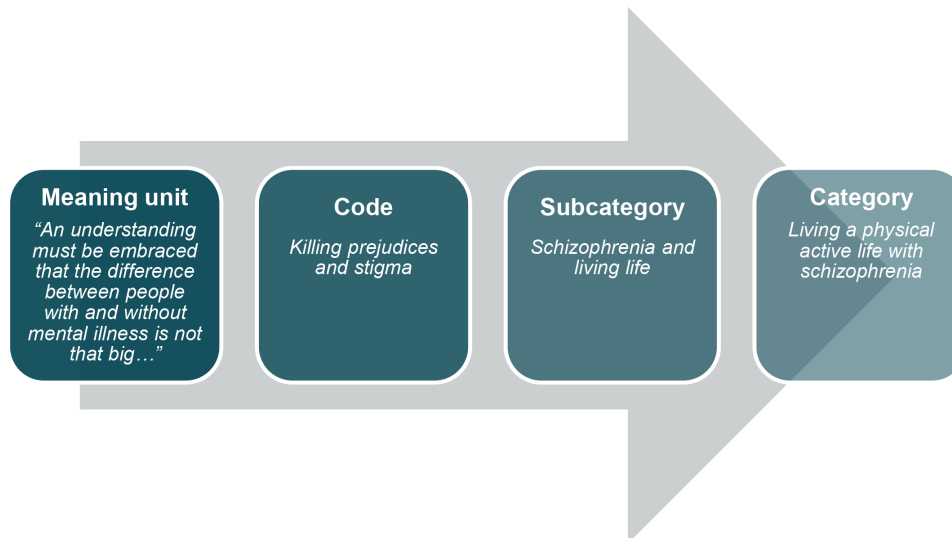 Meaning unit
“An understanding
must be embraced
that the difference
between people
with and without
mental illness is not
that big…”
Code
Killing prejudices
and stigma
Subcategory
Schizophrenia and
living life
Category
Living a physical
active life with
schizophrenia